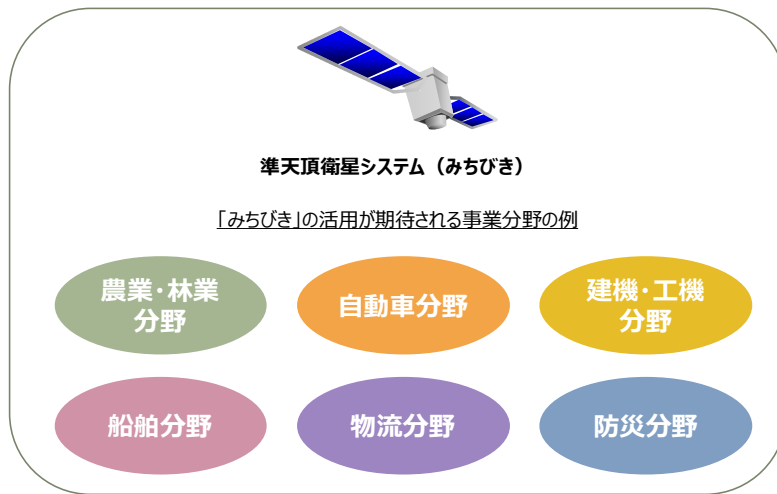 準天頂衛星システム（みちびき）
「みちびき」の活用が期待される事業分野の例
農業・林業
分野
自動車分野
建機・工機
分野
船舶分野
物流分野
防災分野